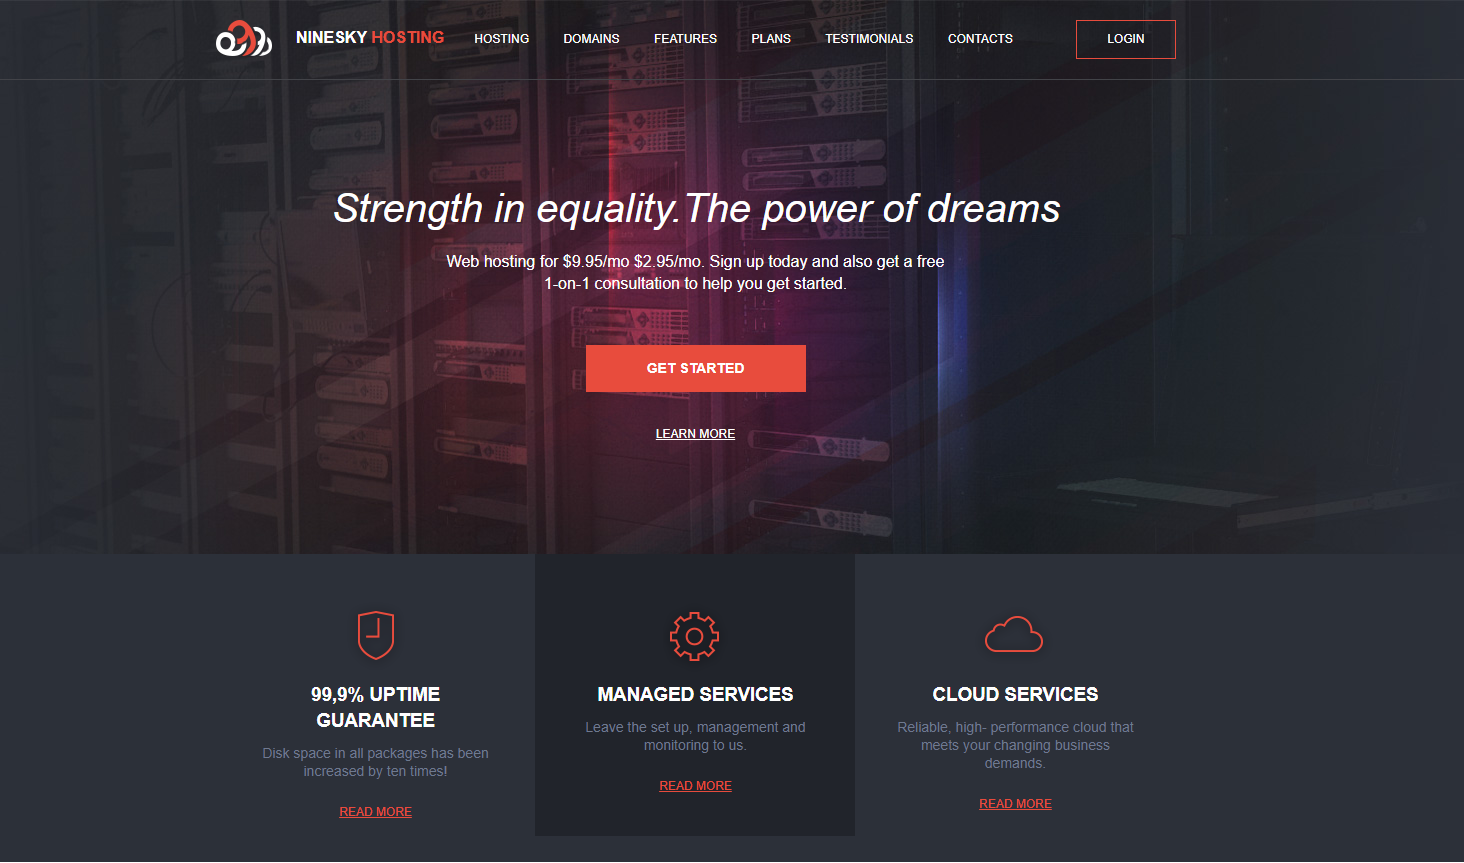 NINESKY HOSTING
HOSTING
DOMAINS
FEATURES
PLANS
TESTIMONIALS
CONTACTS
LOGIN
Strength in equality.The power of dreams
Web hosting for $9.95/mo $2.95/mo. Sign up today and also get a free
1-on-1 consultation to help you get started.
GET STARTED
LEARN MORE
99,9% UPTIME
GUARANTEE
Disk space in all packages has been
increased by ten times!
READ MORE
MANAGED SERVICES
Leave the set up, management and
monitoring to us.
READ MORE
CLOUD SERVICES
Reliable, high- performance cloud that
meets your changing business
demands.
READ MORE